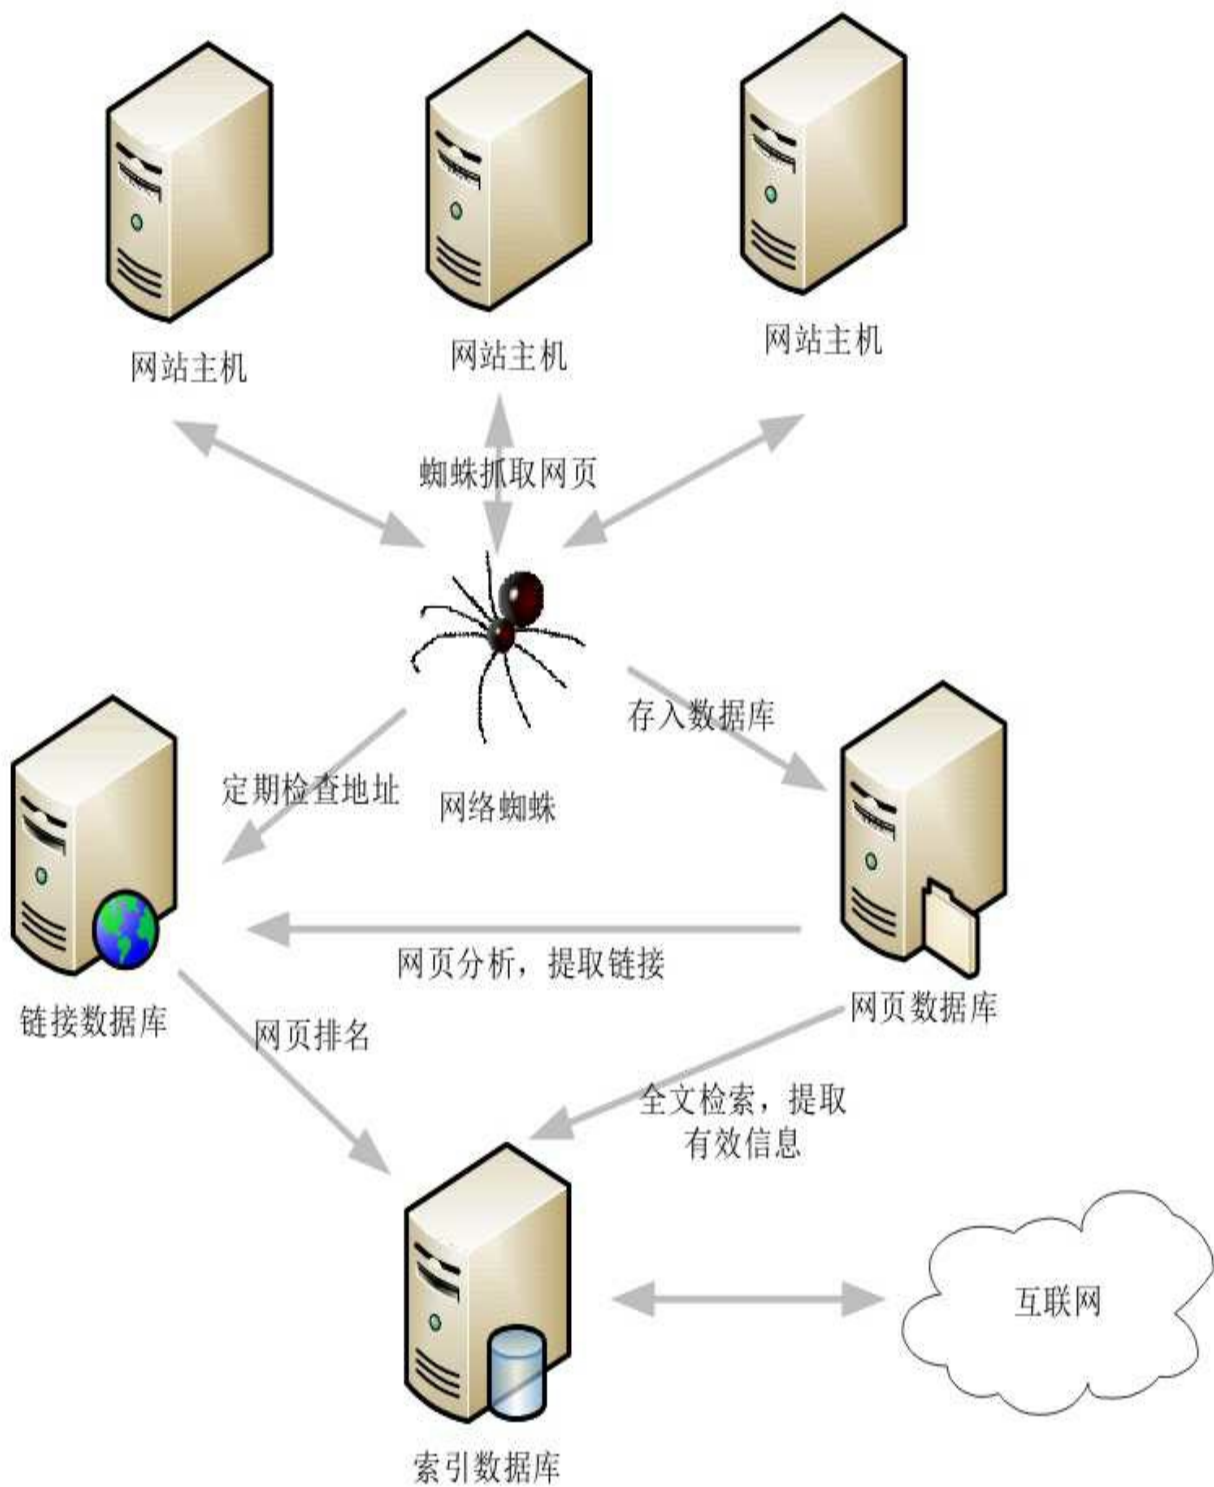 网站主机
网站主机
网站主机
蜘蛛抓取网页
存入数据库
定期检查地址
网络蜘蛛
网页分析，提取链接
链接数据库
网页数据库
网页排名
全文检索，提取
有效信息
互联网
索引数据库